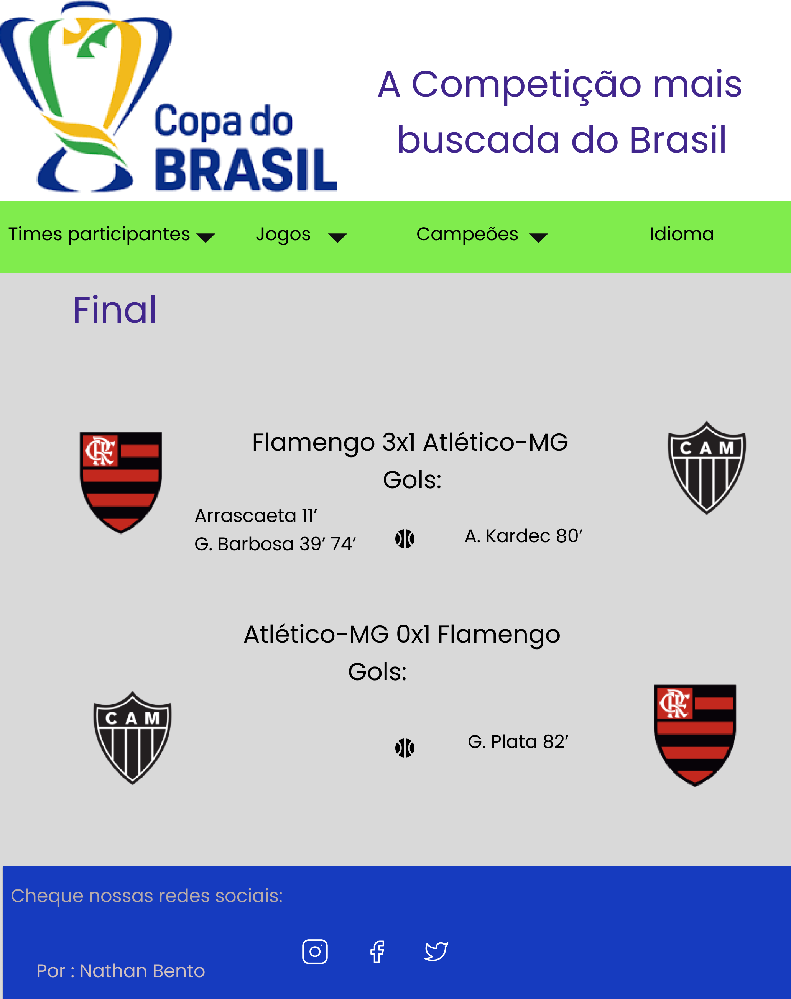 Copa do
BRASIL
A Competição mais
buscada do Brasil
Times participantes
Jogos
Campeões
Idioma
Final
CRF
Flamengo 3x1 Atlético-MG
CAM
Gols:
Arrascaeta 11’
G. Barbosa 39’ 74’
A. Kardec 80’
Atlético-MG 0x1 Flamengo
Gols:
CAM
G. Plata 82’
CRF
Cheque nossas redes sociais:
Por : Nathan Bento